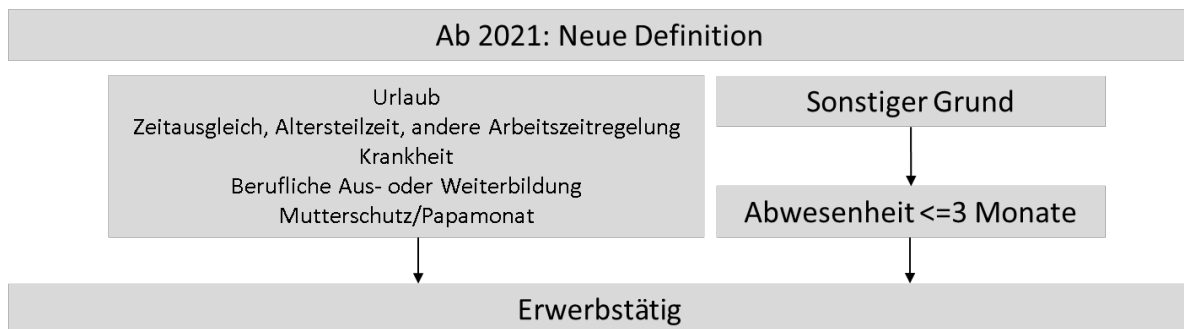 Ab 2021: Neue Definition
Urlaub
Zeitausgleich, Altersteilzeit, andere Arbeitszeitregelung
Krankheit
Berufliche Aus- oder Weiterbildung
Mutterschutz/Papamonat
Sonstiger Grund
Abwesenheit <=3 Monate
Erwerbstätig